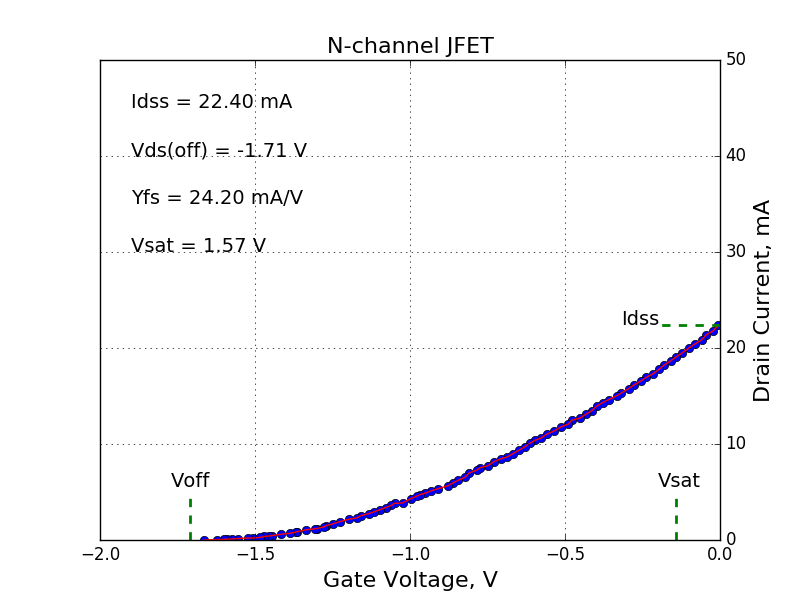 N-channel JFET
Idss = 22.40 mA
Vds(off) = -1.71 V
Yfs = 24.20 mA/V
Vsat = 1.57 V
Idss
Voff
Vsat
50
40
30
20
10
0
Drain Current, mA
−2.0
−1.5
−1.0
−0.5
0.0
Gate Voltage, V